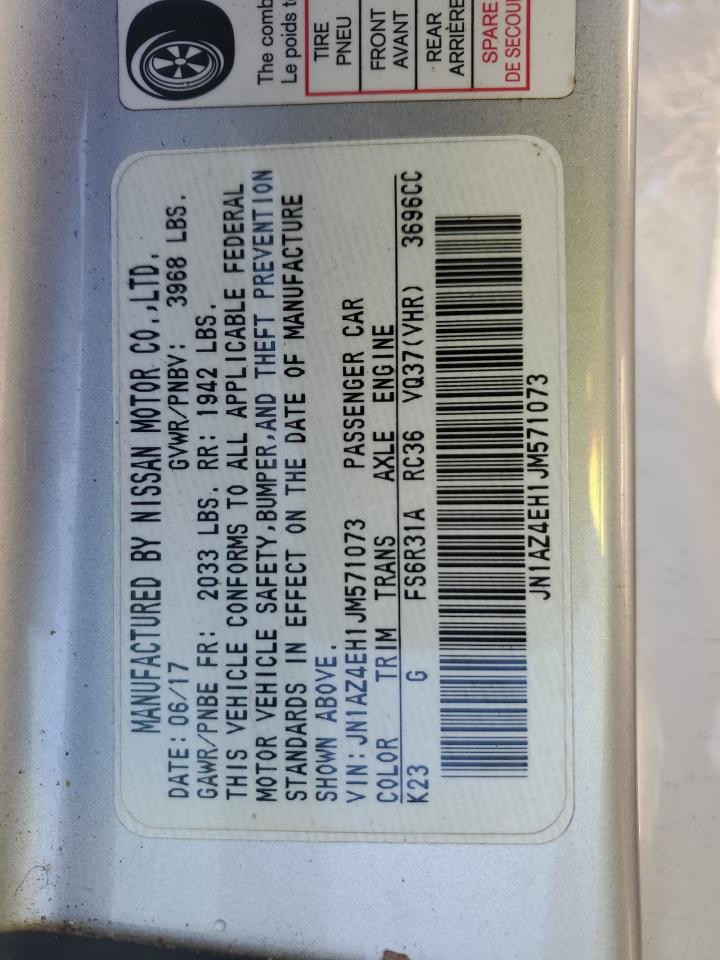 MANUFACTURED BY NISSAN MOTOR CO.,LTD.
DATE: 06/17 GVWR/PNBV: 3968 LBS.
GAWR/PNBE FR: 2033 LBS. RR: 1942 LBS.
THIS VEHICLE CONFORMS TO ALL APPLICABLE FEDERAL
MOTOR VEHICLE SAFETY,BUMPER,AND THEFT PREVENTION
STANDARDS IN EFFECT ON THE DATE OF MANUFACTURE
SHOWN ABOVE.
VIN: JN1AZ4EH1JM571073 PASSENGER CAR
COLOR TRIM TRANS AXLE ENGINE
K23 G FS6R31A RC36 VQ37(VHR) 3696CC
JN1AZ4EH1JM571073
The comb
Le poids t
TIRE
PNEU
FRONT
AVANT
REAR
ARRIÈRE
SPARE
DE SECOU